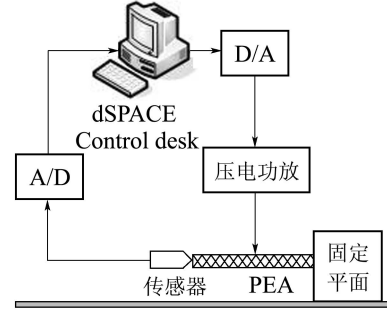 D/A
dSPACE
Control desk
A/D
压电功放
传感器
PEA
固定
平面